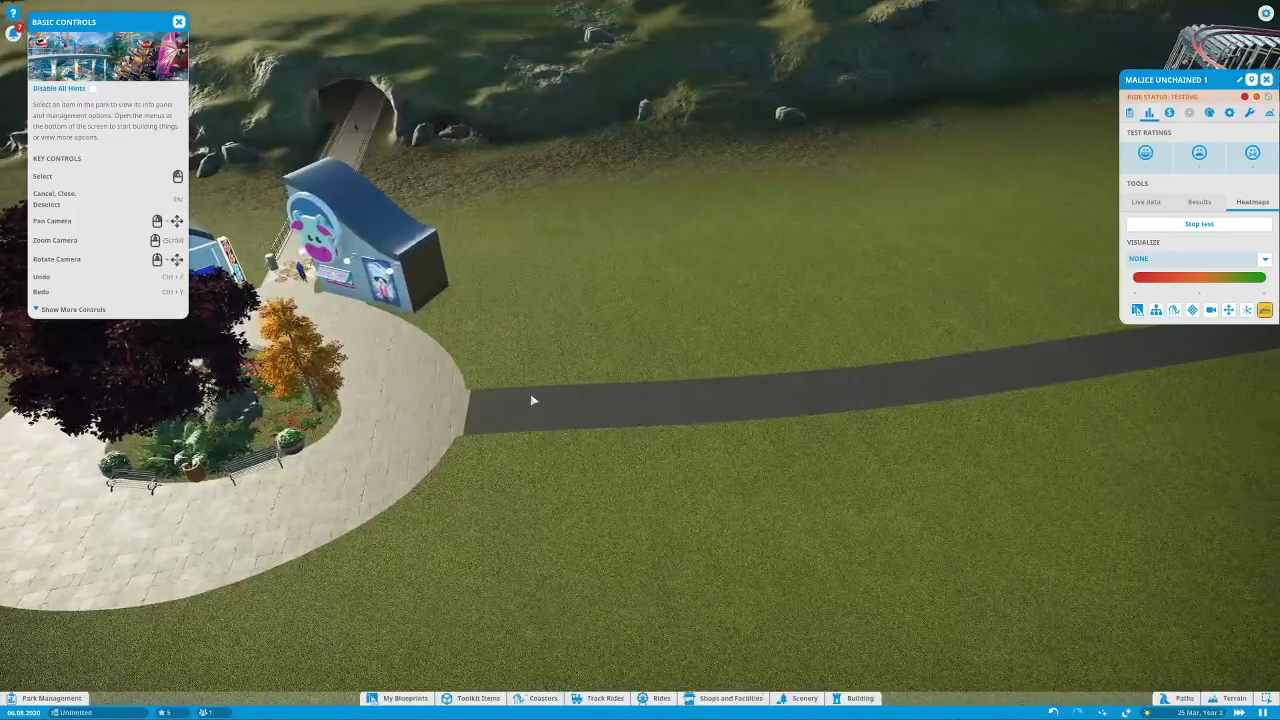 ?
7
BASIC CONTROLS
Disable All Hints
Select an item in the park to view its info panel
and management options. Open the menus
at the bottom of the screen to start building things
or view more options.
KEY CONTROLS
Select
Cancel, Close,
Deselect
Esc
Pan Camera
Zoom Camera
(Scroll)
Rotate Camera
Undo
Ctrl + Z
Redo
Ctrl + Y
Show More Controls
MALICE UNCHAINED 1
RIDE STATUS: TESTING
TEST RATINGS
- - -
TOOLS
Live data Results Heatmaps
Stop test
VISUALIZE
NONE
- - -
Park Management
My Blueprints
Toolkit Items
Coasters
Track Rides
Rides
Shops and Facilities
Scenery
Building
Paths
Terrain
06.08.2020
Unlimited
5
1
25 Mar, Year 2